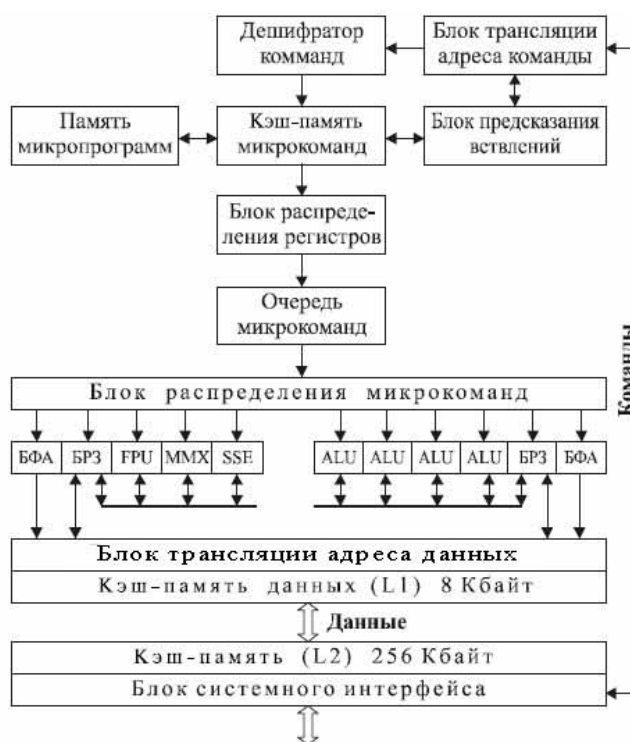 Дешифратор
комманд
Блок трансляции
адреса команды
Память
микропрограмм
Кэш-память
микрокоманд
Блок предсказания
вствлений
Блок распреде-
ления регистров
Очередь
микрокоманд
Команды
Блок распределения микрокоманд
БФА БРЗ FPU MMX SSE ALU ALU ALU ALU БРЗ БФА
Блок трансляции адреса данных
Кэш-память данных (L1) 8 Кбайт
Данные
Кэш-память (L2) 256 Кбайт
Блок системного интерфейса